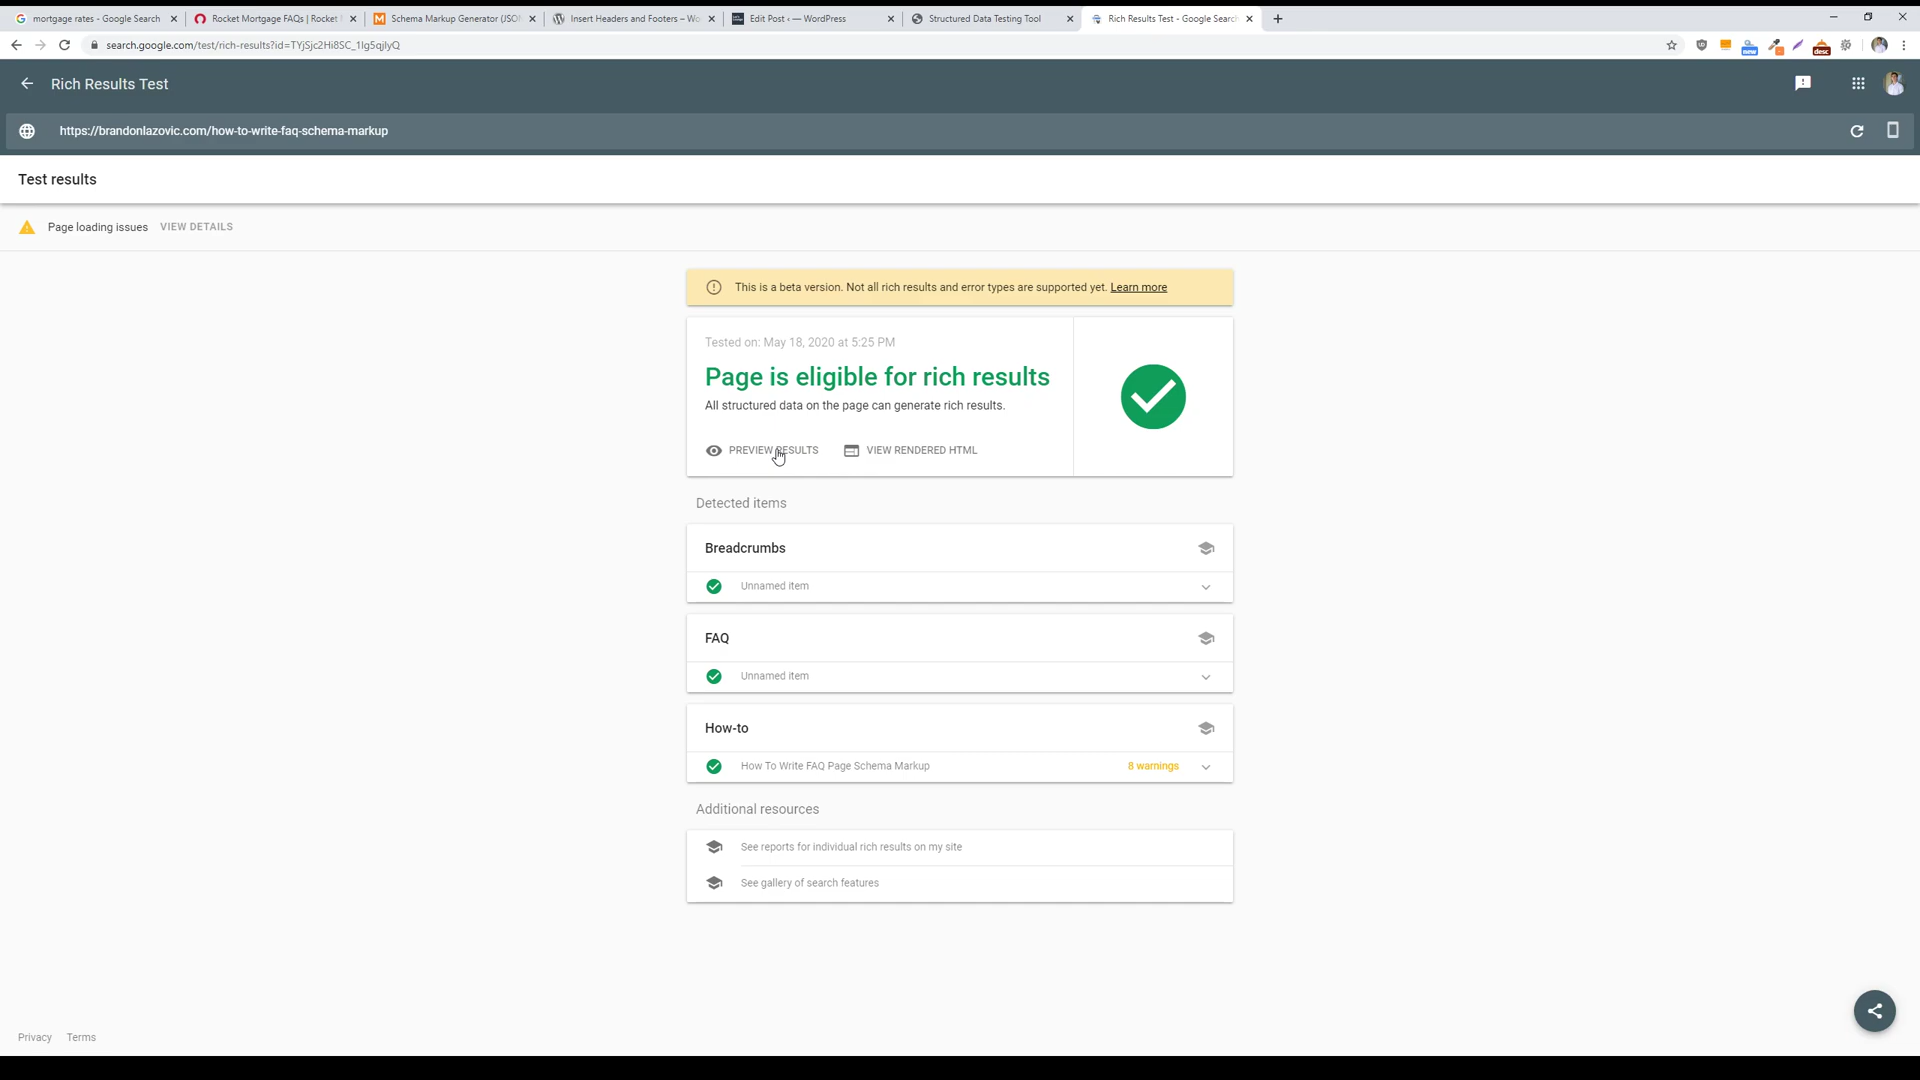 mortgage rates - Google Search
Rocket Mortgage FAQs | Rocket
Schema Markup Generator (JSON
Insert Headers and Footers – Wo
Edit Post ‹ — WordPress
Structured Data Testing Tool
Rich Results Test - Google Search
search.google.com/test/rich-results?id=TYjSjc2Hi8SC_1Ig5qjlyQ
new
desc
Rich Results Test
https://brandonlazovic.com/how-to-write-faq-schema-markup
Test results
Page loading issues VIEW DETAILS
This is a beta version. Not all rich results and error types are supported yet. Learn more
Tested on: May 18, 2020 at 5:25 PM
Page is eligible for rich results
All structured data on the page can generate rich results.
PREVIEW RESULTS VIEW RENDERED HTML
Detected items
Breadcrumbs
Unnamed item
FAQ
Unnamed item
How-to
How To Write FAQ Page Schema Markup 8 warnings
Additional resources
See reports for individual rich results on my site
See gallery of search features
Privacy Terms